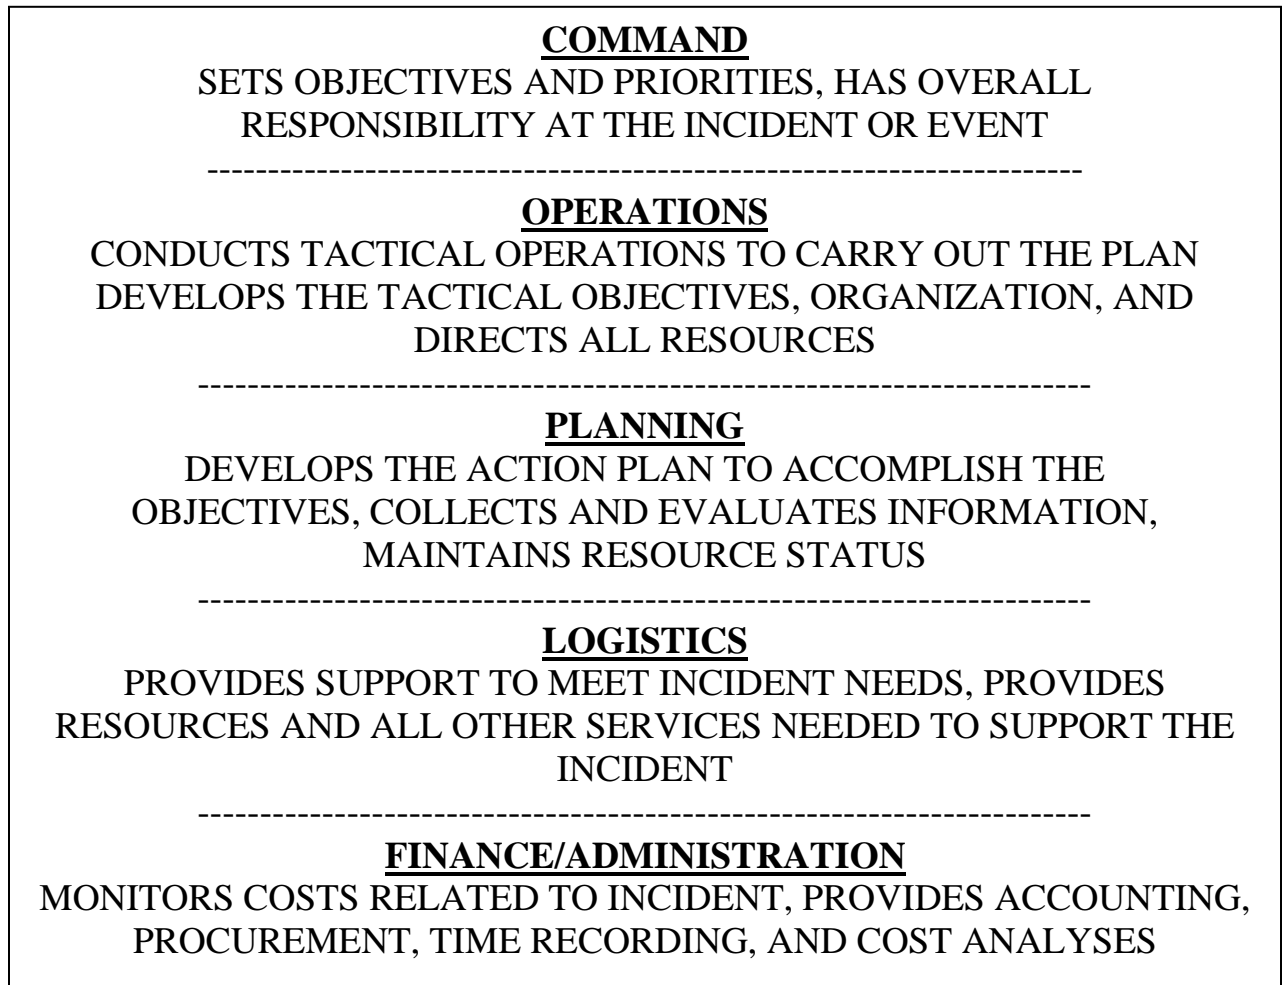 COMMAND
SETS OBJECTIVES AND PRIORITIES, HAS OVERALL
RESPONSIBILITY AT THE INCIDENT OR EVENT
------------------------------------------------------------------------
OPERATIONS
CONDUCTS TACTICAL OPERATIONS TO CARRY OUT THE PLAN
DEVELOPS THE TACTICAL OBJECTIVES, ORGANIZATION, AND
DIRECTS ALL RESOURCES
-------------------------------------------------------------------------
PLANNING
DEVELOPS THE ACTION PLAN TO ACCOMPLISH THE
OBJECTIVES, COLLECTS AND EVALUATES INFORMATION,
MAINTAINS RESOURCE STATUS
-------------------------------------------------------------------------
LOGISTICS
PROVIDES SUPPORT TO MEET INCIDENT NEEDS, PROVIDES
RESOURCES AND ALL OTHER SERVICES NEEDED TO SUPPORT THE
INCIDENT
-------------------------------------------------------------------------
FINANCE/ADMINISTRATION
MONITORS COSTS RELATED TO INCIDENT, PROVIDES ACCOUNTING,
PROCUREMENT, TIME RECORDING, AND COST ANALYSES